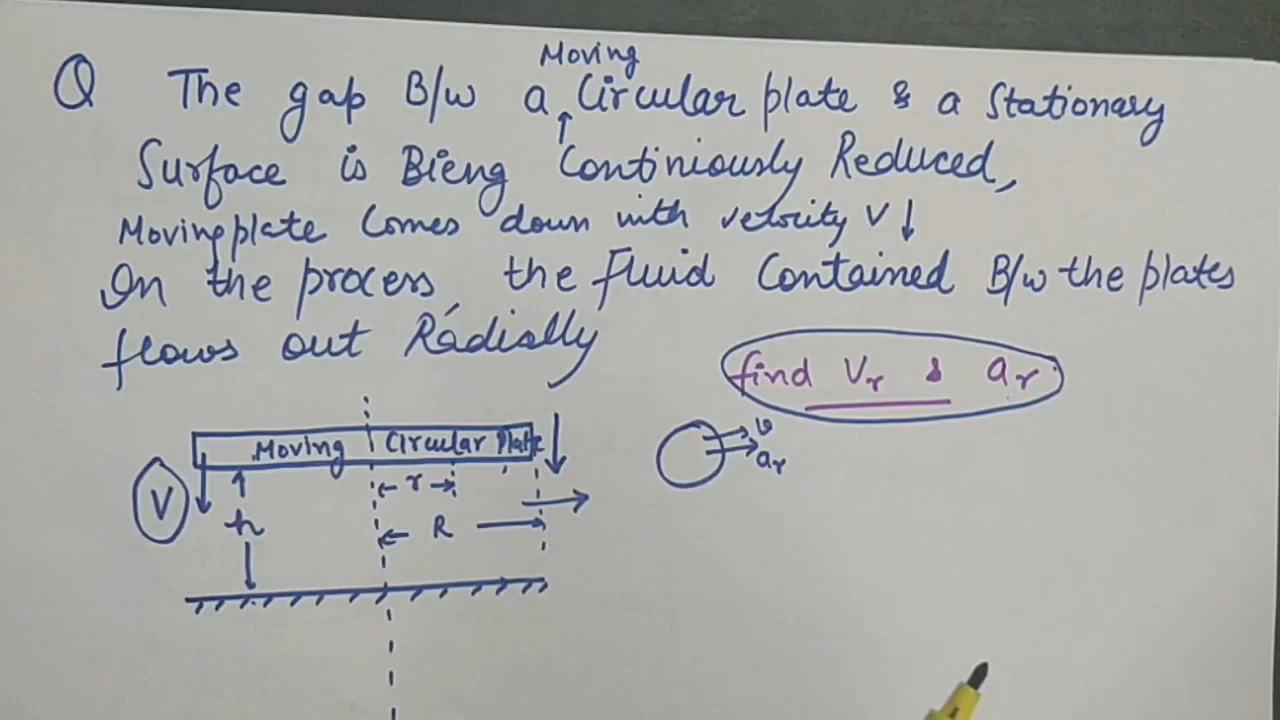 Moving
Q The gap B/w a Circular plate & a Stationary
Surface is Bieng Continiously Reduced,
Moving plate Comes down with velocity V ↓
In the process, the fluid Contained B/w the plates
flows out Radially
find Vr & ar
Moving Circular Plate
V
h
r
R
v
ar